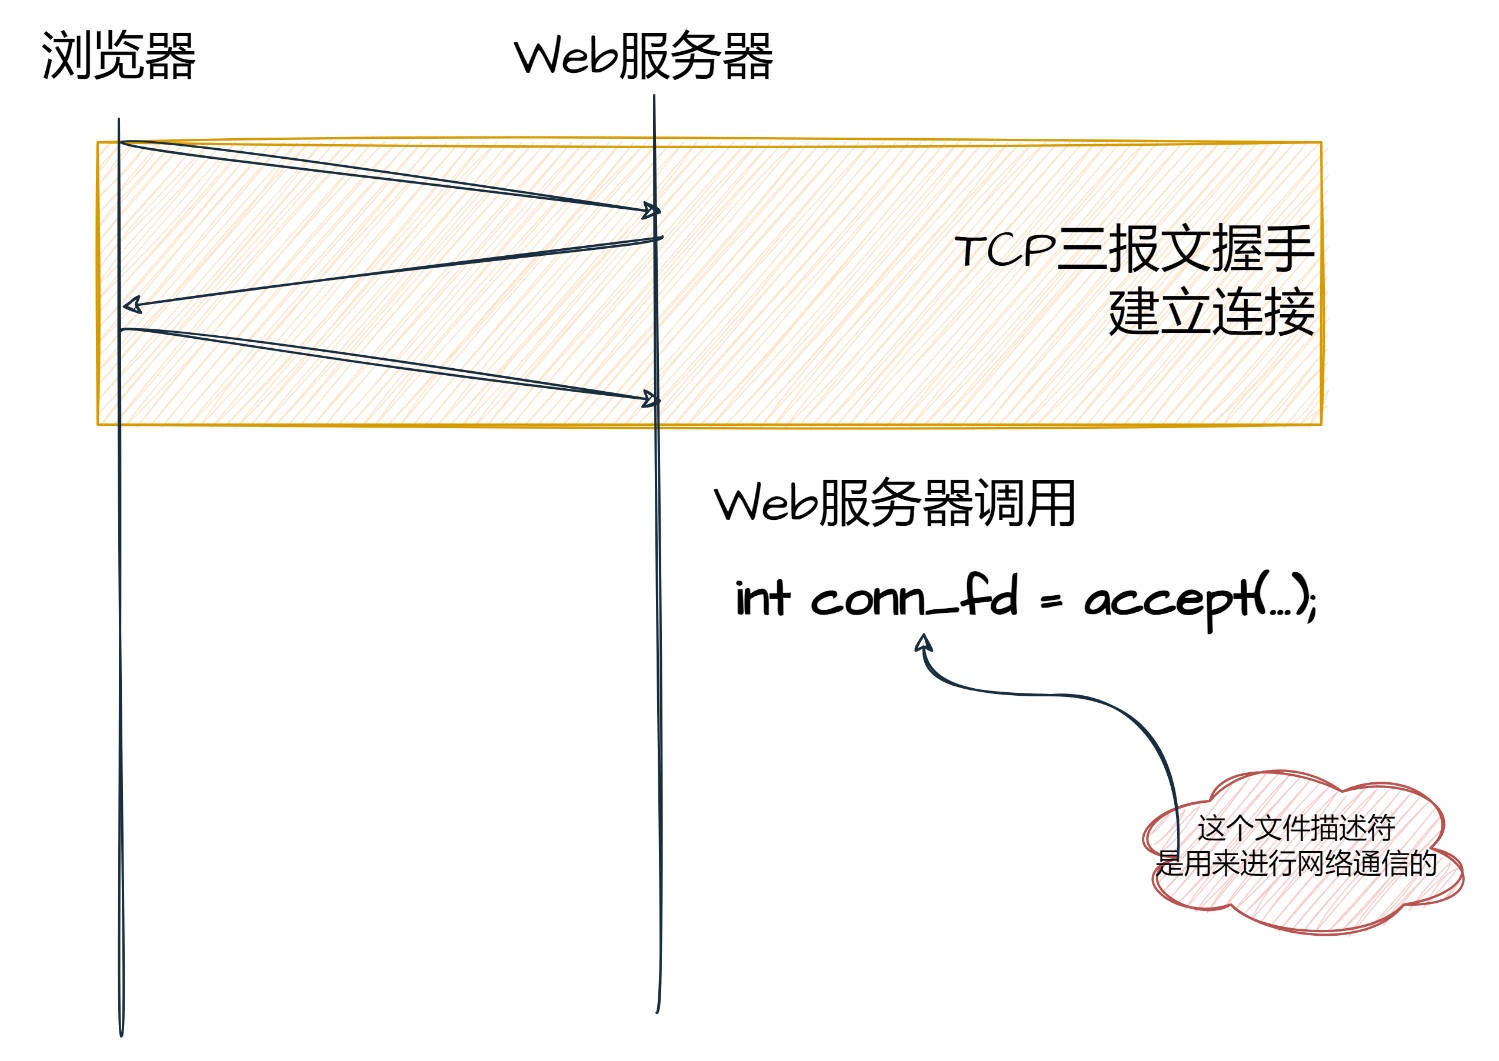 浏览器
Web服务器
TCP三报文握手
建立连接
Web服务器调用
int conn_fd = accept(...);
这个文件描述符
是用来进行网络通信的